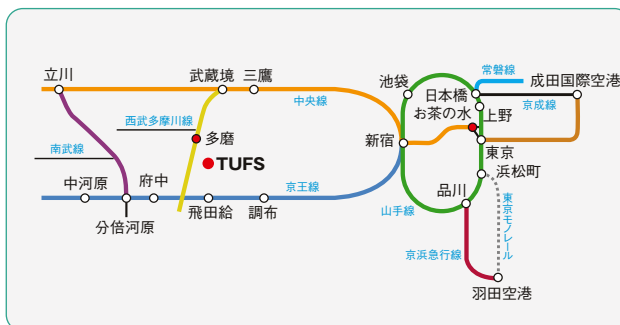 立川
武蔵境
三鷹
中央線
池袋
常磐線
日本橋
成田国際空港
お茶の水
上野
京成線
西武多摩川線
多磨
新宿
東京
南武線
TUFS
浜松町
中河原
府中
京王線
品川
分倍河原
飛田給
調布
山手線
東京モノレール
京浜急行線
羽田空港